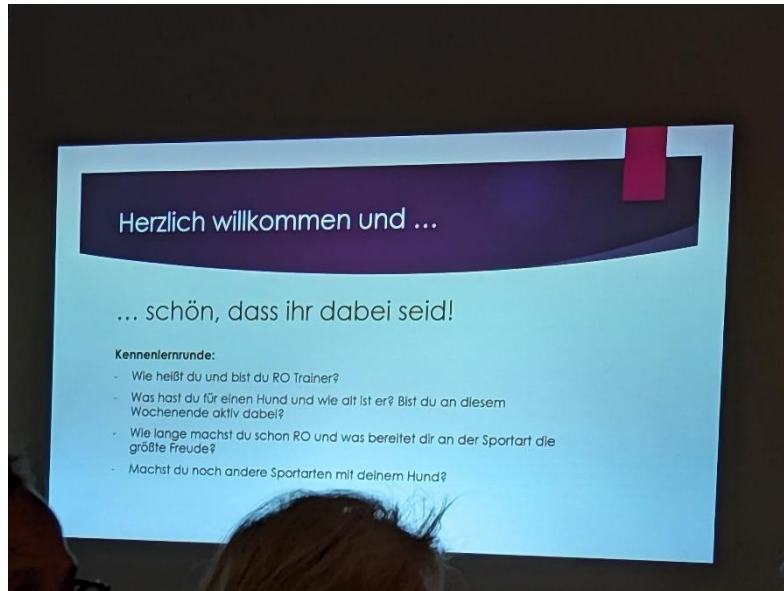 Herzlich willkommen und ...
... schön, dass ihr dabei seid!
Kennenlernrunde:
- Wie heißt du und bist du RO Trainer?
- Was hast du für einen Hund und wie alt ist er? Bist du an diesem
Wochenende aktiv dabei?
- Wie lange machst du schon RO und was bereitet dir an der Sportart die
größte Freude?
- Machst du noch andere Sportarten mit deinem Hund?